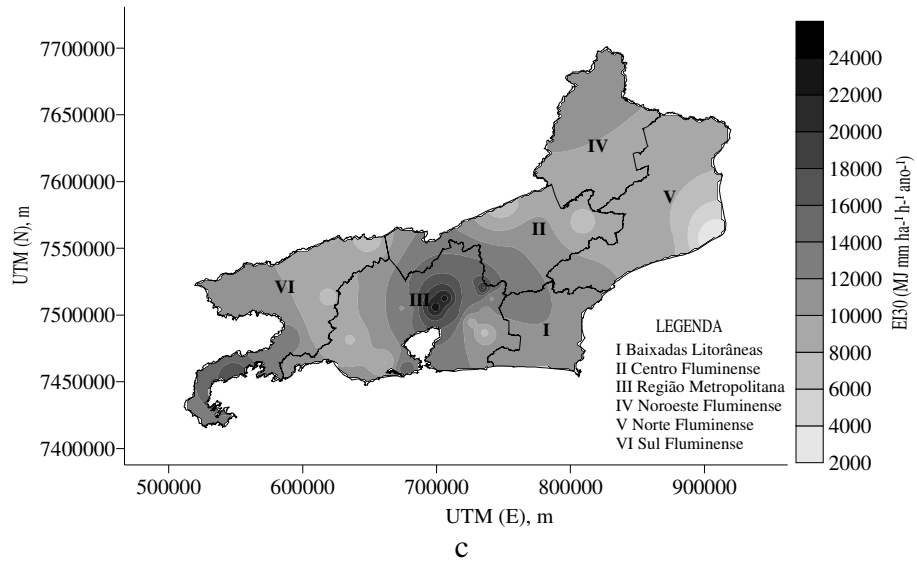 7700000
7650000
7600000
7550000
7500000
7450000
7400000
UTM (N), m
500000 600000 700000 800000 900000
UTM (E), m
IV
V
II
VI
III
I
LEGENDA
I Baixadas Litorâneas
II Centro Fluminense
III Região Metropolitana
IV Noroeste Fluminense
V Norte Fluminense
VI Sul Fluminense
24000
22000
20000
18000
16000
14000
12000
10000
8000
6000
4000
2000
EI30 (MJ mm ha⁻¹ h⁻¹ ano⁻¹)
c